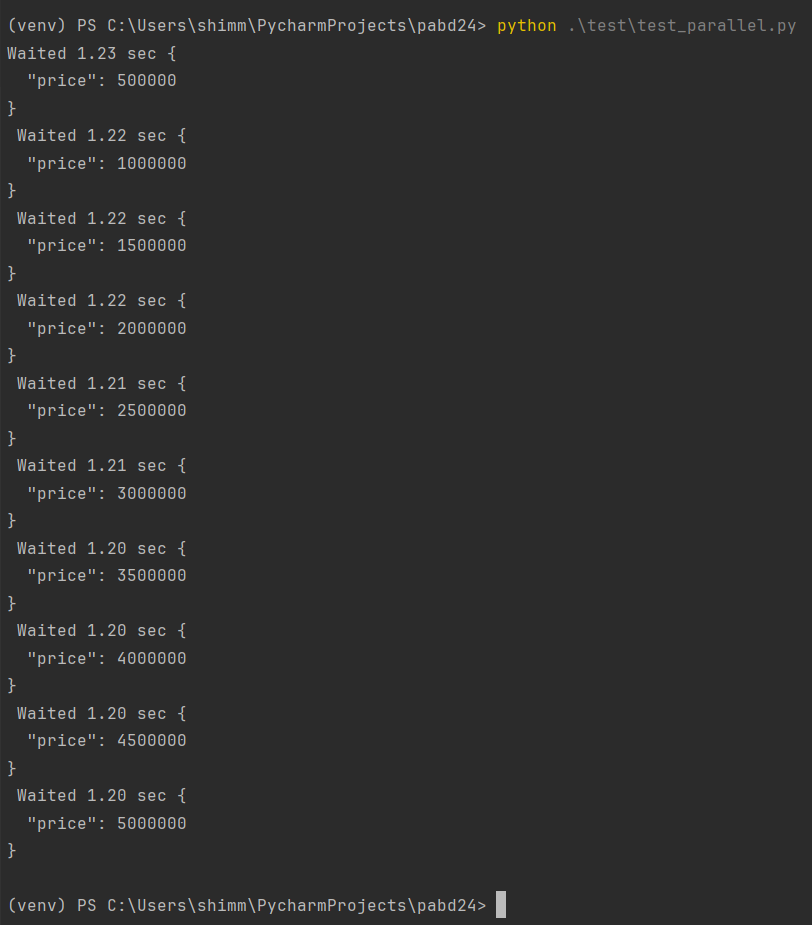 (venv) PS C:\Users\shimm\PycharmProjects\pabd24> python .\test\test_parallel.py
Waited 1.23 sec {
  "price": 500000
}
 Waited 1.22 sec {
  "price": 1000000
}
 Waited 1.22 sec {
  "price": 1500000
}
 Waited 1.22 sec {
  "price": 2000000
}
 Waited 1.21 sec {
  "price": 2500000
}
 Waited 1.21 sec {
  "price": 3000000
}
 Waited 1.20 sec {
  "price": 3500000
}
 Waited 1.20 sec {
  "price": 4000000
}
 Waited 1.20 sec {
  "price": 4500000
}
 Waited 1.20 sec {
  "price": 5000000
}
(venv) PS C:\Users\shimm\PycharmProjects\pabd24>